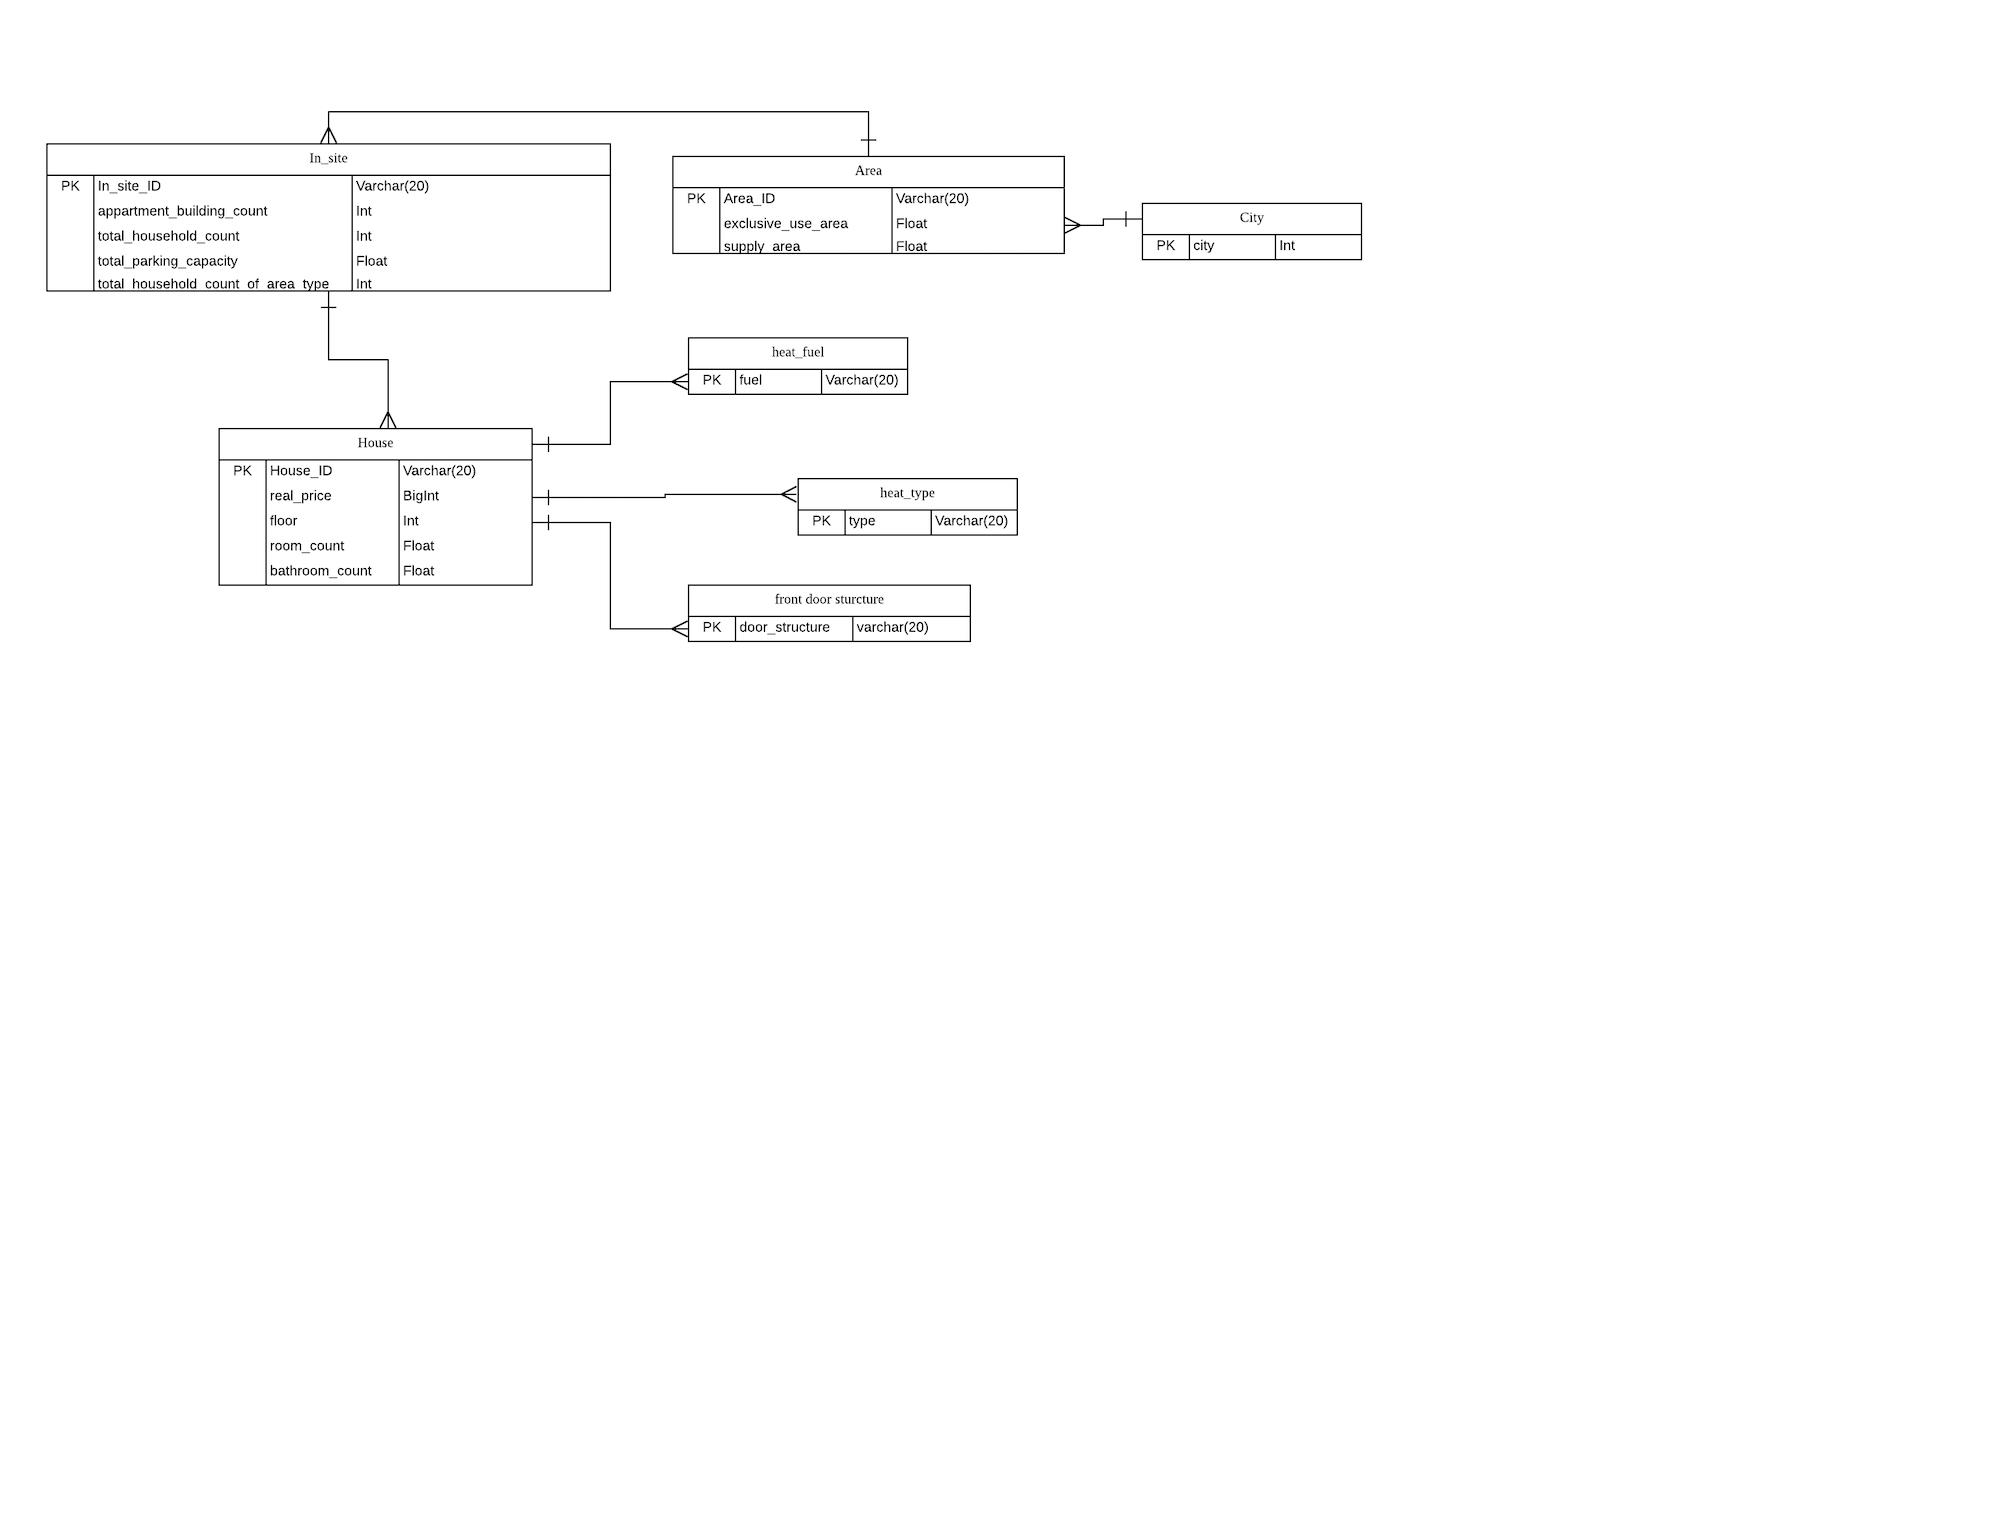 In_site
PK In_site_ID Varchar(20)
appartment_building_count Int
total_household_count Int
total_parking_capacity Float
total_household_count_of_area_type Int
Area
PK Area_ID Varchar(20)
exclusive_use_area Float
supply_area Float
City
PK city Int
heat_fuel
PK fuel Varchar(20)
House
PK House_ID Varchar(20)
real_price BigInt
floor Int
room_count Float
bathroom_count Float
heat_type
PK type Varchar(20)
front door sturcture
PK door_structure varchar(20)